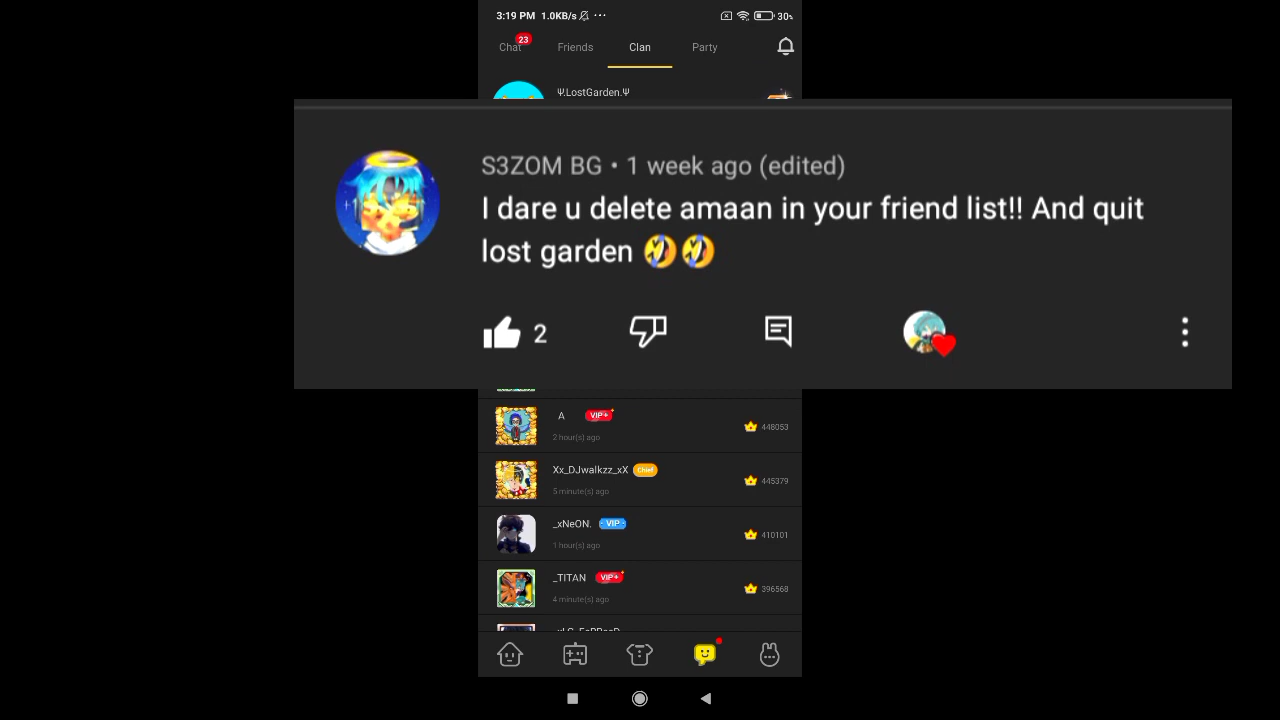 3:19 PM 1.0KB/s ...
30%
Chat 23 Friends Clan Party
Ψ.LostGarden.Ψ
S3ZOM BG • 1 week ago (edited)
I dare u delete amaan in your friend list!! And quit
lost garden 🤣🤣
2
A VIP+
2 hour(s) ago
448053
Xx_DJwalkzz_xX Chief
5 minute(s) ago
445379
_xNeON. VIP
1 hour(s) ago
410101
_TITAN VIP+
4 minute(s) ago
396568